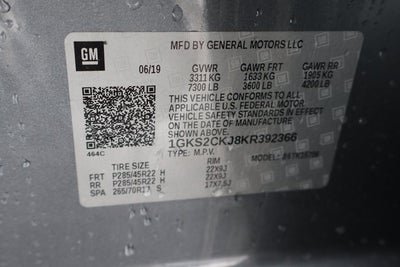 GM
MFD BY GENERAL MOTORS LLC
06/19 GVWR GAWR FRT GAWR RR
3311 KG 1633 KG 1905 KG
7300 LB 3600 LB 4200 LB
THIS VEHICLE CONFORMS TO ALL
APPLICABLE U.S. FEDERAL MOTOR
VEHICLE SAFETY STANDARDS
IN EFFECT ON THE DATE OF
MANUFACTURE SHOWN ABOVE.
1GKS2CKJ8KR392366
464C TYPE: M.P.V. MODEL:
TIRE SIZE RIM
FRT P285/45R22 H 22X9J
RR P285/45R22 H 22X9J
265/70R17 S 17X7.5J